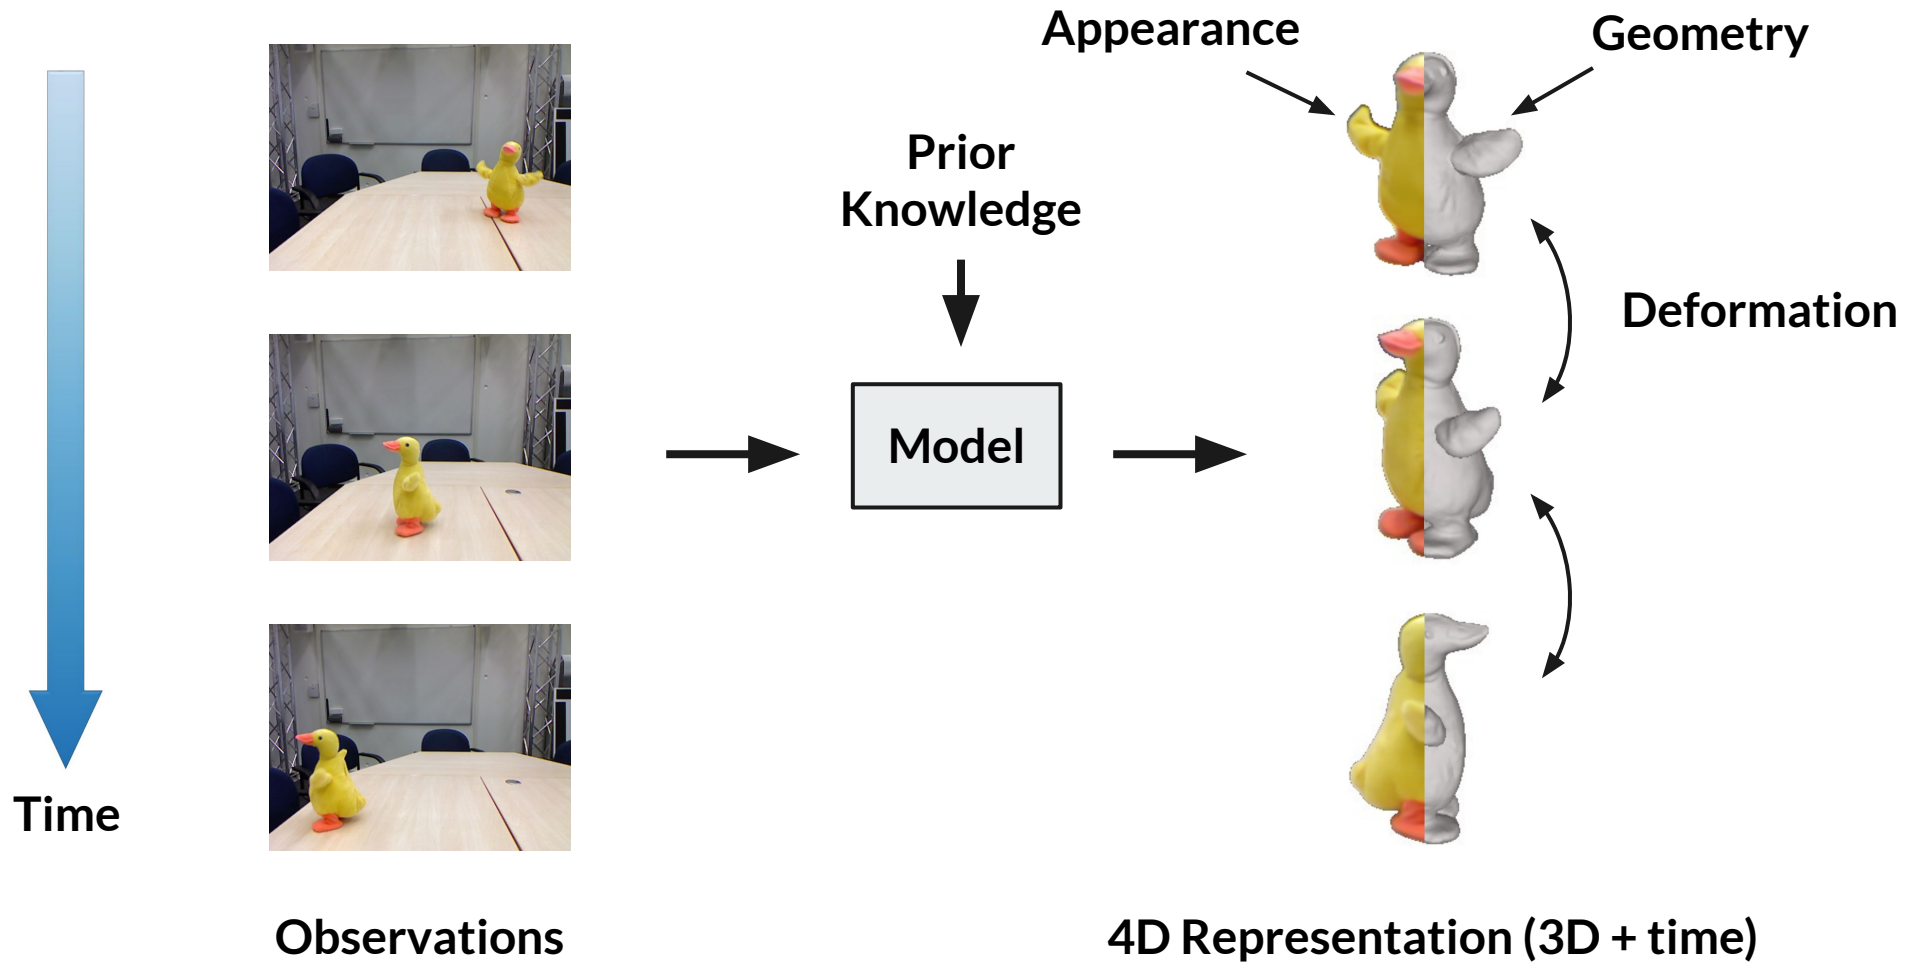 Appearance
Geometry
Prior
Knowledge
Deformation
Model
Time
Observations
4D Representation (3D + time)